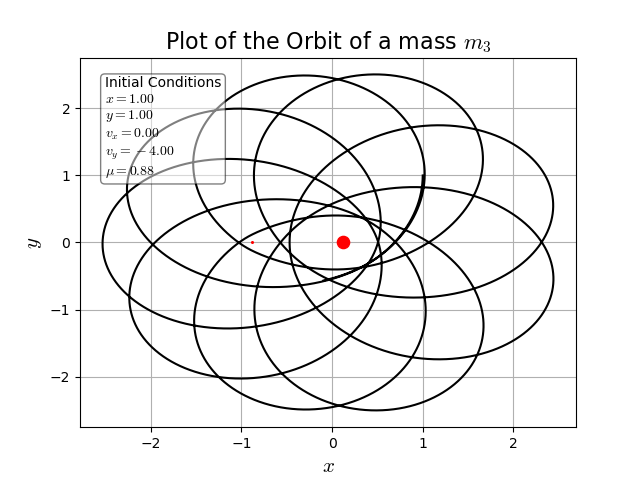 Plot of the Orbit of a mass m₃
Initial Conditions
x = 1.00
y = 1.00
vₓ = 0.00
v_y = −4.00
μ = 0.88
2
1
0
−1
−2
y
−2 −1 0 1 2
x